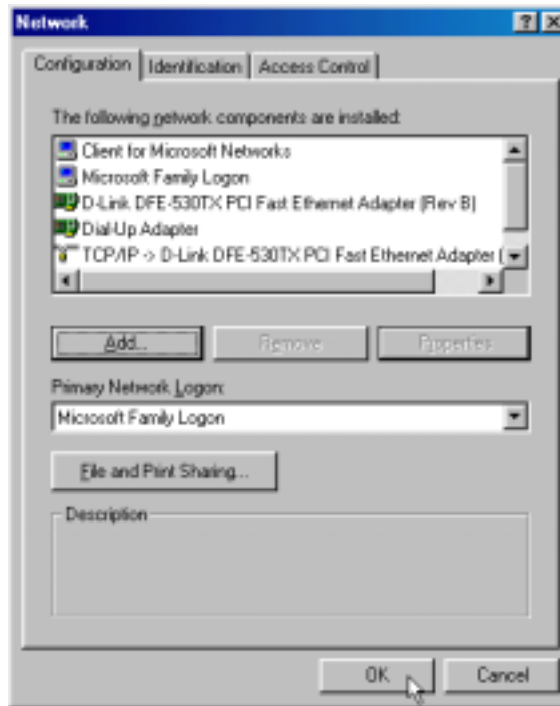 Network
Configuration Identification Access Control
The following network components are installed:
Client for Microsoft Networks
Microsoft Family Logon
D-Link DFE-530TX PCI Fast Ethernet Adapter (Rev B)
Dial-Up Adapter
TCP/IP -> D-Link DFE-530TX PCI Fast Ethernet Adapter (
Add...
Remove
Properties
Primary Network Logon:
Microsoft Family Logon
File and Print Sharing...
Description
OK
Cancel